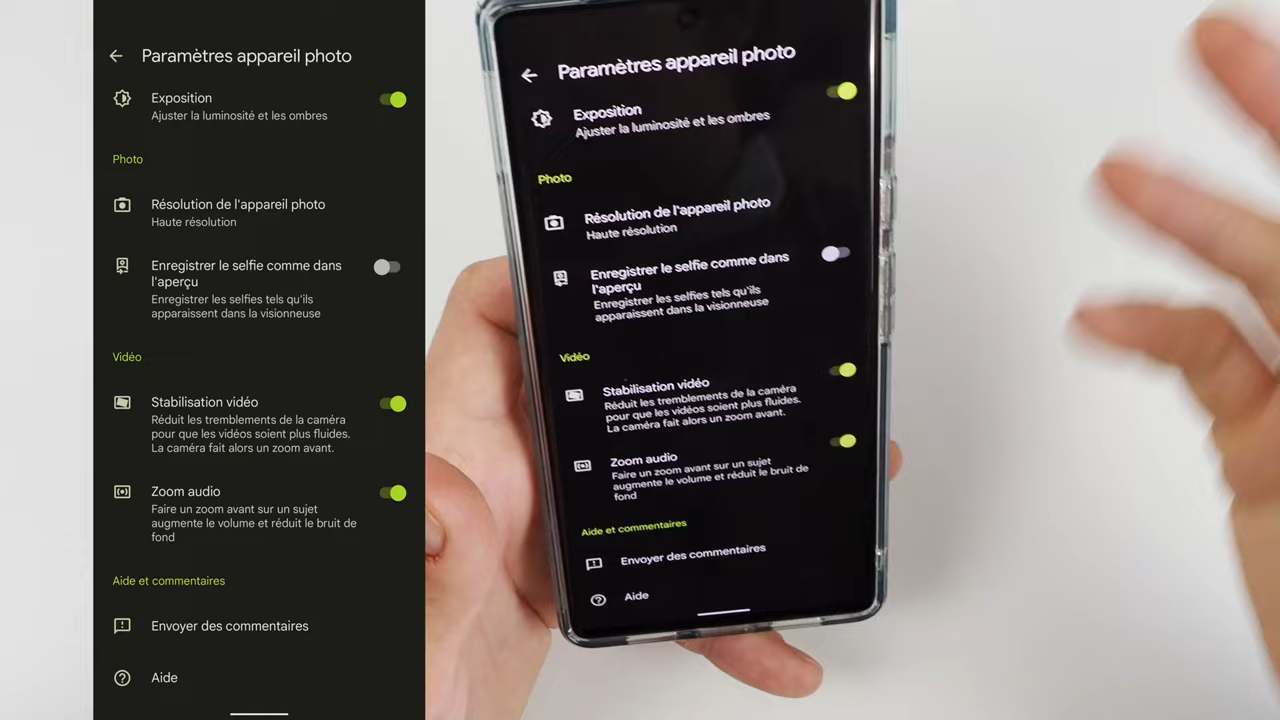 Paramètres appareil photo
Exposition
Ajuster la luminosité et les ombres
Photo
Résolution de l'appareil photo
Haute résolution
Enregistrer le selfie comme dans
l'aperçu
Enregistrer les selfies tels qu'ils
apparaissent dans la visionneuse
Vidéo
Stabilisation vidéo
Réduit les tremblements de la caméra
pour que les vidéos soient plus fluides.
La caméra fait alors un zoom avant.
Zoom audio
Faire un zoom avant sur un sujet
augmente le volume et réduit le bruit de
fond
Aide et commentaires
Envoyer des commentaires
Aide
Paramètres appareil photo
Exposition
Ajuster la luminosité et les ombres
Photo
Résolution de l'appareil photo
Haute résolution
Enregistrer le selfie comme dans
l'aperçu
Enregistrer les selfies tels qu'ils
apparaissent dans la visionneuse
Vidéo
Stabilisation vidéo
Réduit les tremblements de la caméra
pour que les vidéos soient plus fluides.
La caméra fait alors un zoom avant.
Zoom audio
Faire un zoom avant sur un sujet
augmente le volume et réduit le bruit de
fond
Aide et commentaires
Envoyer des commentaires
Aide